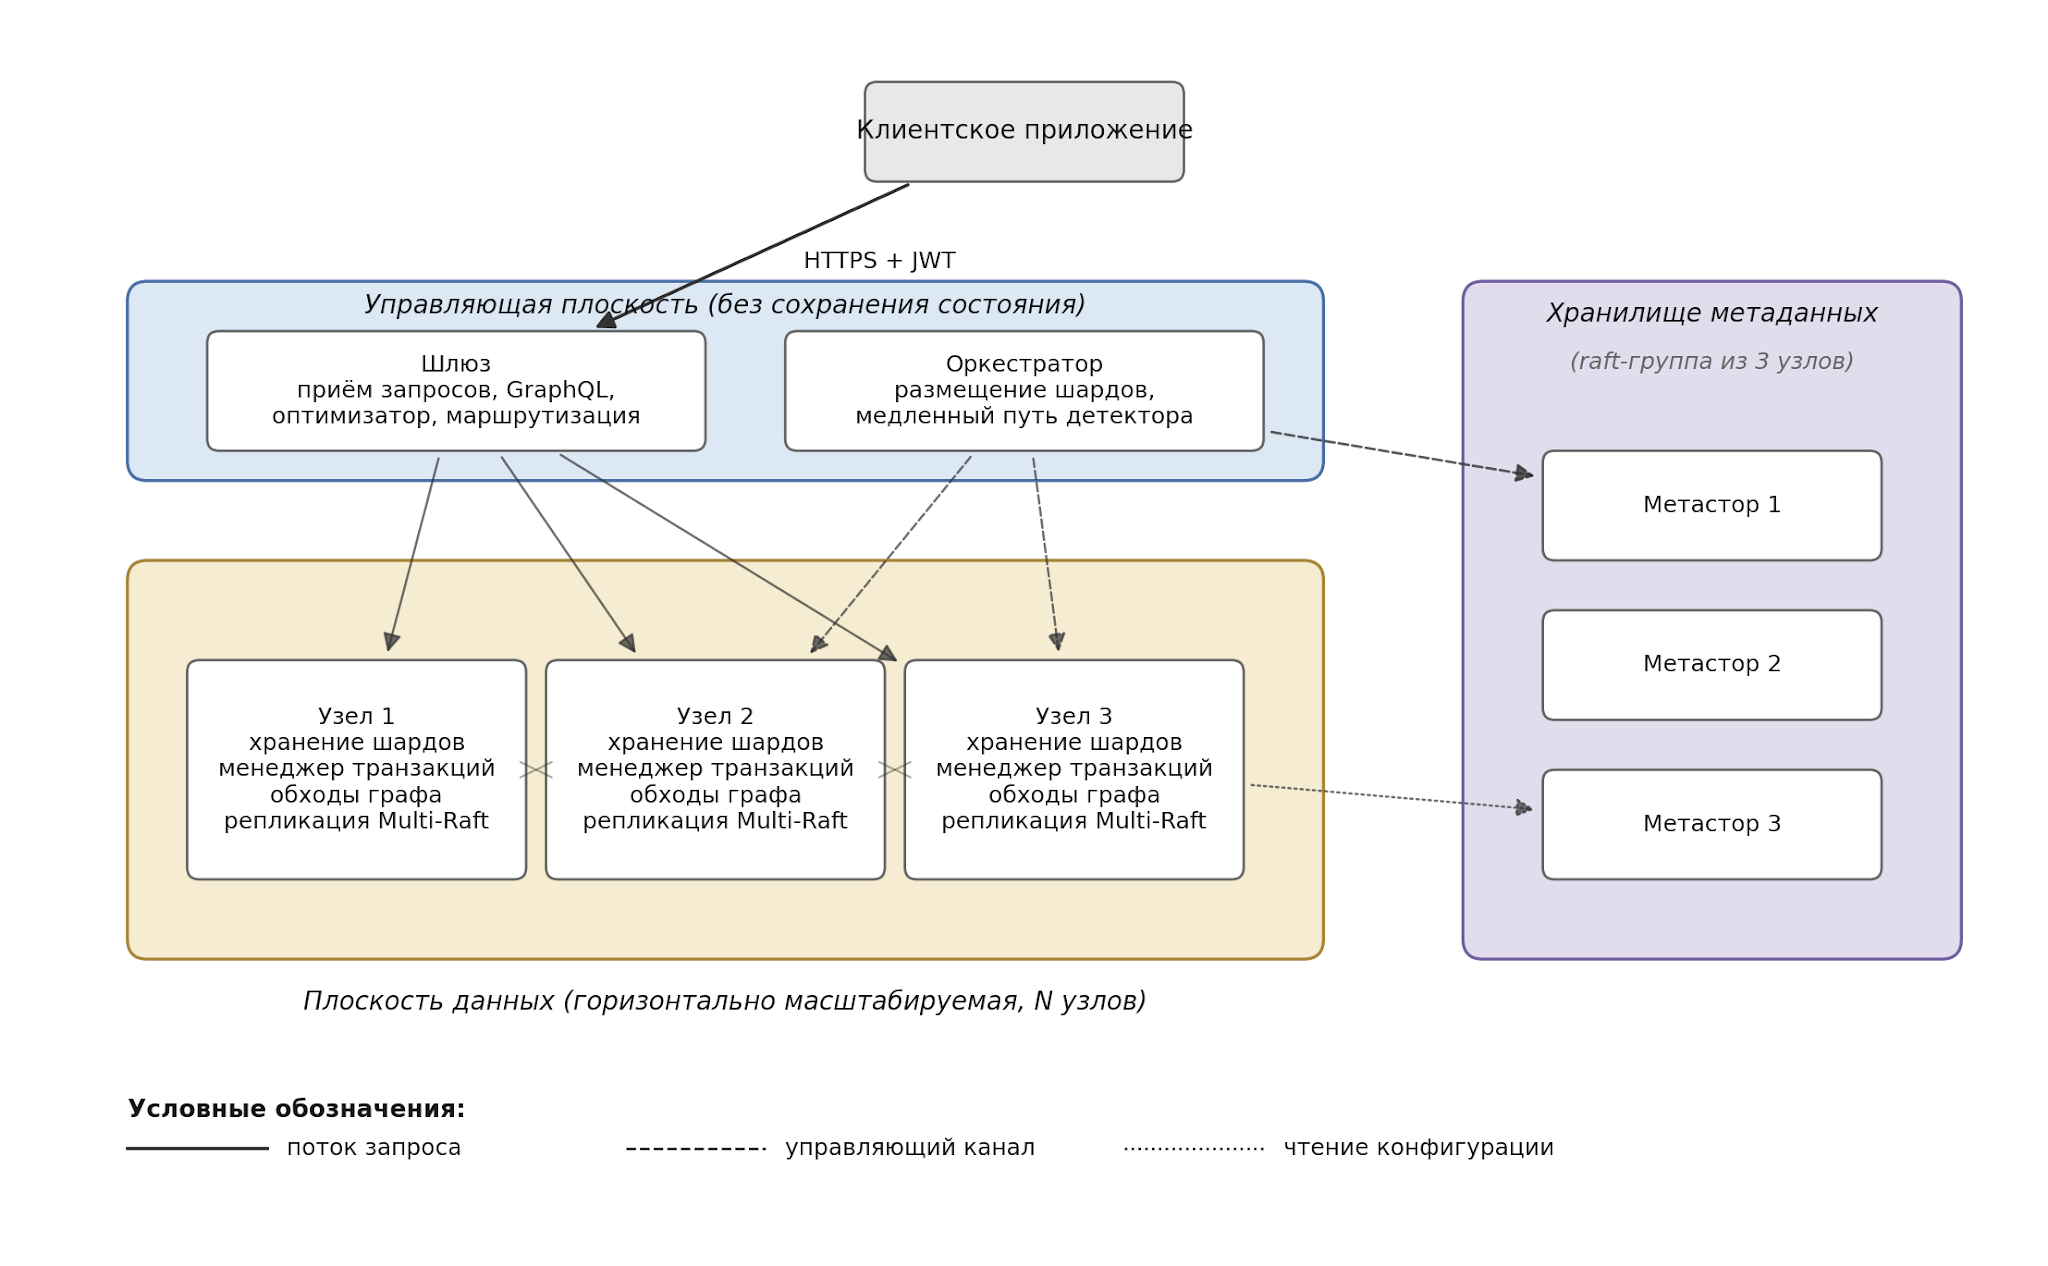 Клиентское приложение
HTTPS + JWT
Управляющая плоскость (без сохранения состояния)
Шлюз
приём запросов, GraphQL,
оптимизатор, маршрутизация
Оркестратор
размещение шардов,
медленный путь детектора
Хранилище метаданных
(raft-группа из 3 узлов)
Метастор 1
Метастор 2
Метастор 3
Узел 1
хранение шардов
менеджер транзакций
обходы графа
репликация Multi-Raft
Узел 2
хранение шардов
менеджер транзакций
обходы графа
репликация Multi-Raft
Узел 3
хранение шардов
менеджер транзакций
обходы графа
репликация Multi-Raft
Плоскость данных (горизонтально масштабируемая, N узлов)
Условные обозначения:
поток запроса
управляющий канал
чтение конфигурации